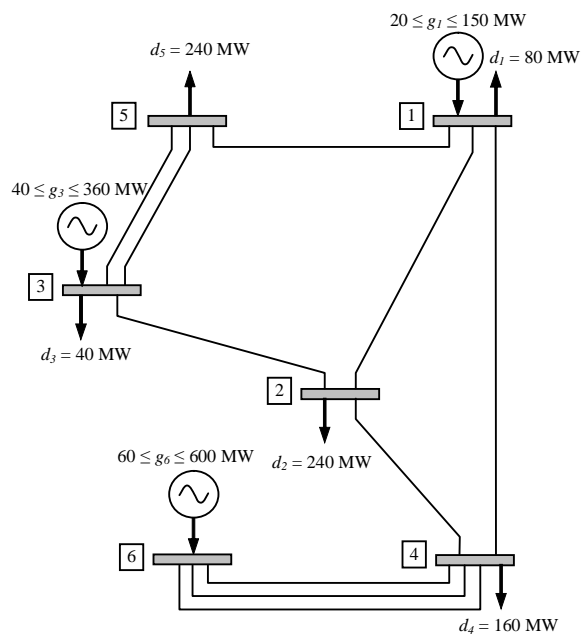 20 ≤ g₁ ≤ 150 MW
d₅ = 240 MW
d₁ = 80 MW
5
1
40 ≤ g₃ ≤ 360 MW
3
d₃ = 40 MW
2
60 ≤ g₆ ≤ 600 MW
d₂ = 240 MW
6
4
d₄ = 160 MW